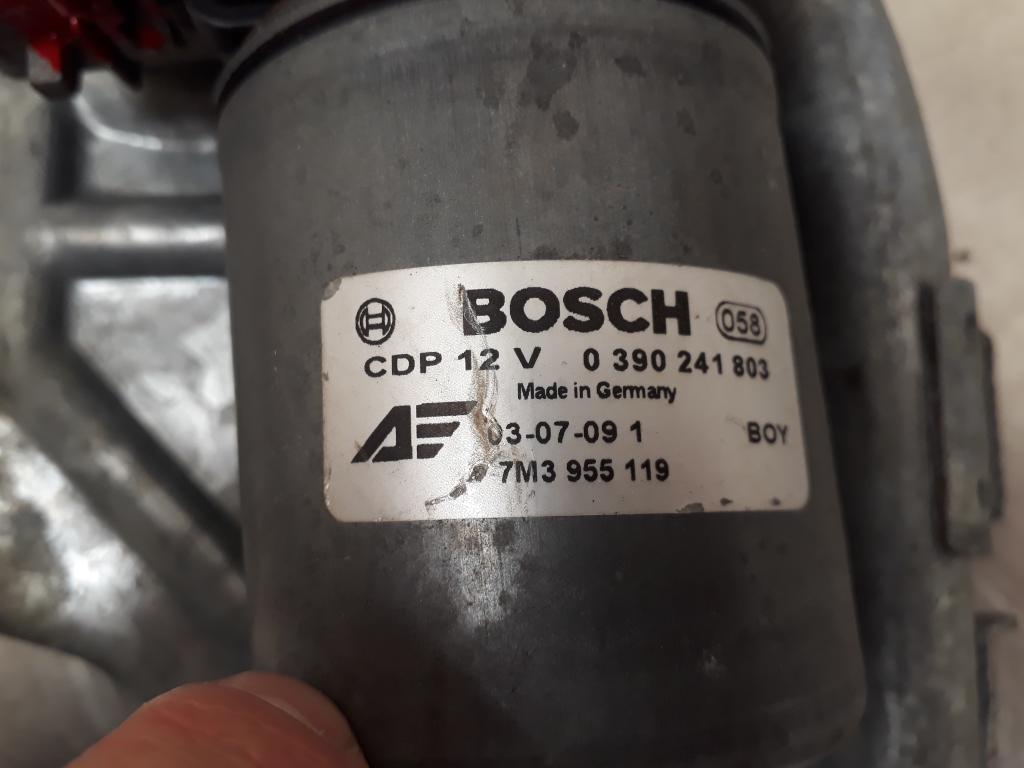 BOSCH 058
CDP 12 V 0 390 241 803
Made in Germany
AF 03-07-09 1 BOY
7M3 955 119